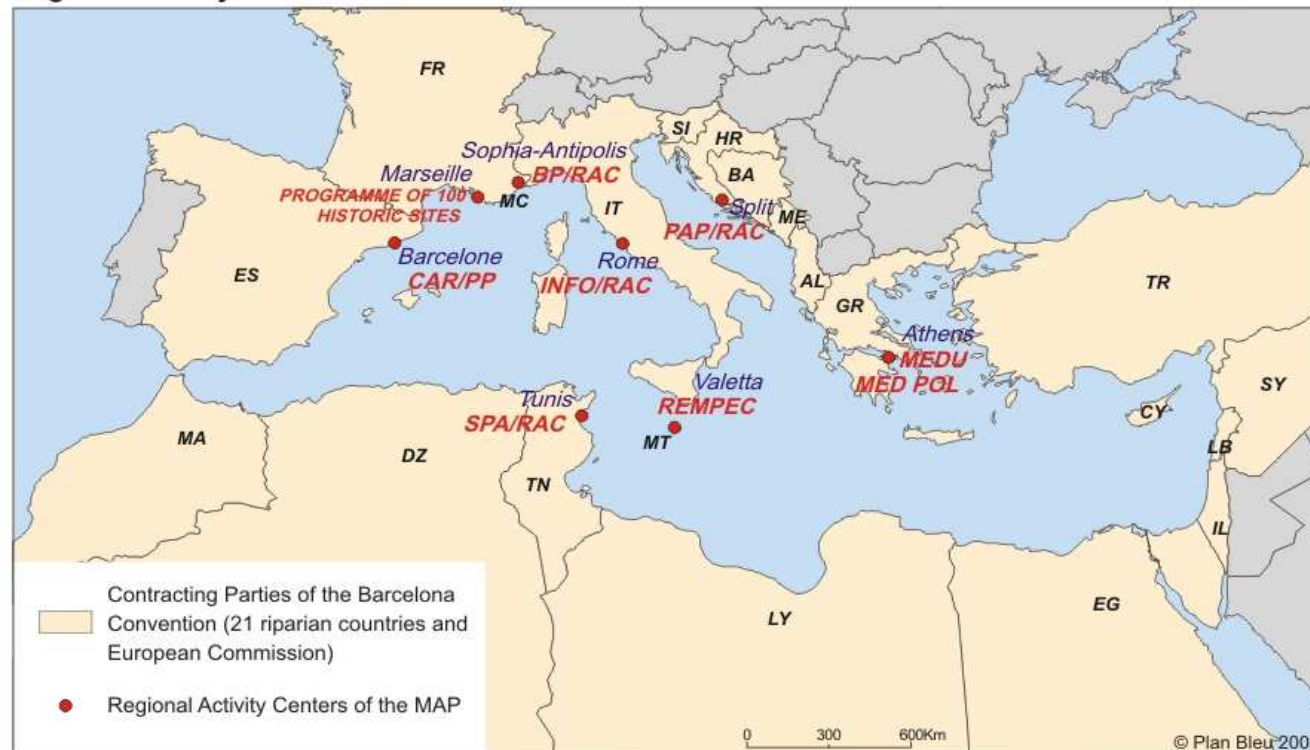 FR
SI
HR
Sophia-Antipolis
BP/RAC
BA
Marseille
PROGRAMME OF 100
HISTORIC SITES
MC
IT
Split
ME
PAP/RAC
Barcelone
CAR/PP
Rome
INFO/RAC
ES
AL
GR
TR
Athens
MEDU
MED POL
Valetta
REMPEC
Tunis
SPA/RAC
MT
SY
CY
LB
MA
DZ
TN
IL
LY
EG
Contracting Parties of the Barcelona
Convention (21 riparian countries and
European Commission)
Regional Activity Centers of the MAP
0 300 600Km
© Plan Bleu